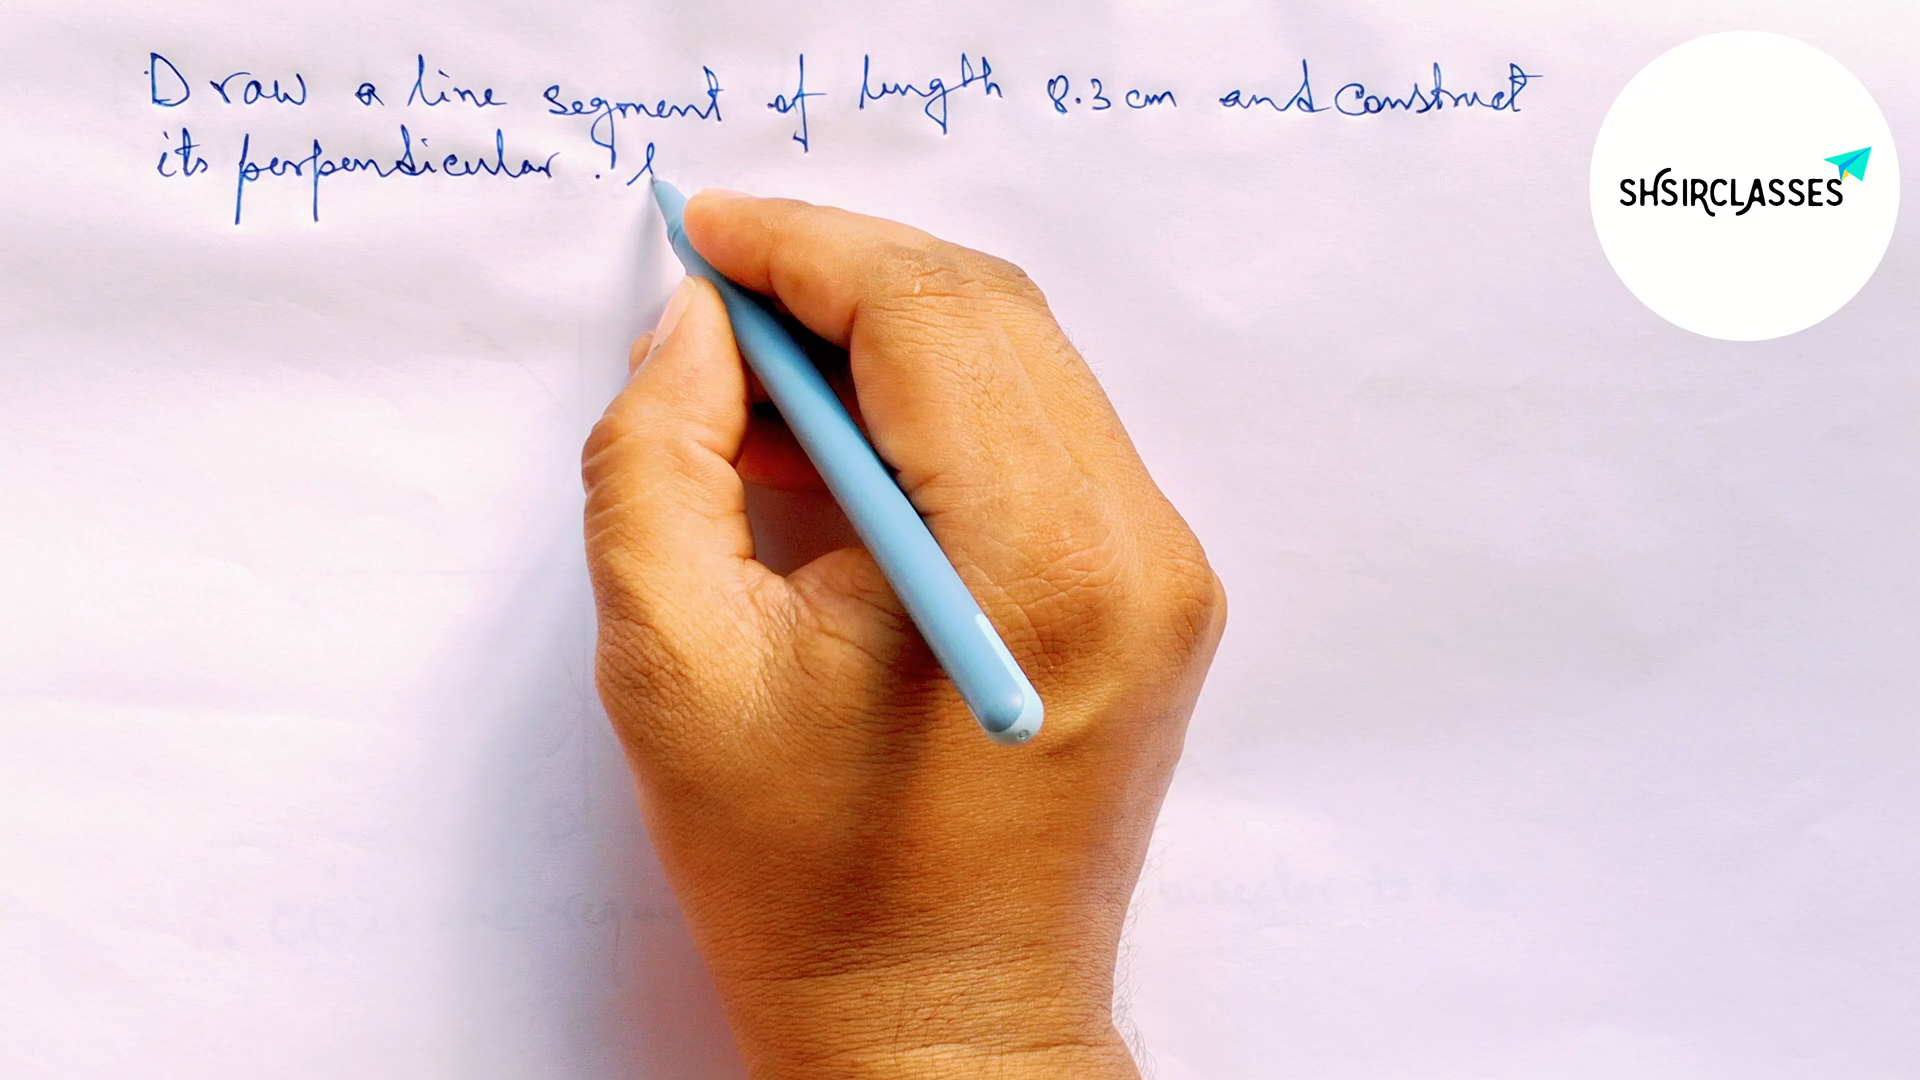 Draw a line segment of length 8.3 cm and construct
its perpendicular.
SHSIRCLASSES